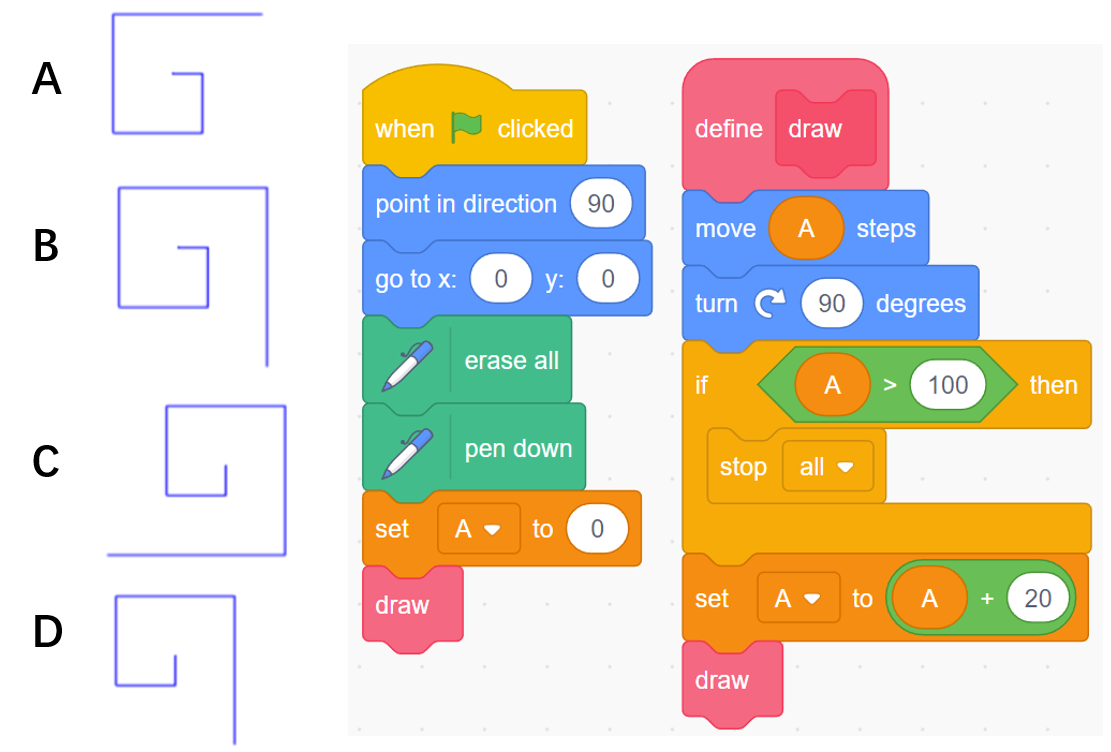 A
B
C
D
when clicked
point in direction 90
go to x: 0 y: 0
erase all
pen down
set A to 0
draw
define draw
move A steps
turn 90 degrees
if A > 100 then
stop all
set A to A + 20
draw